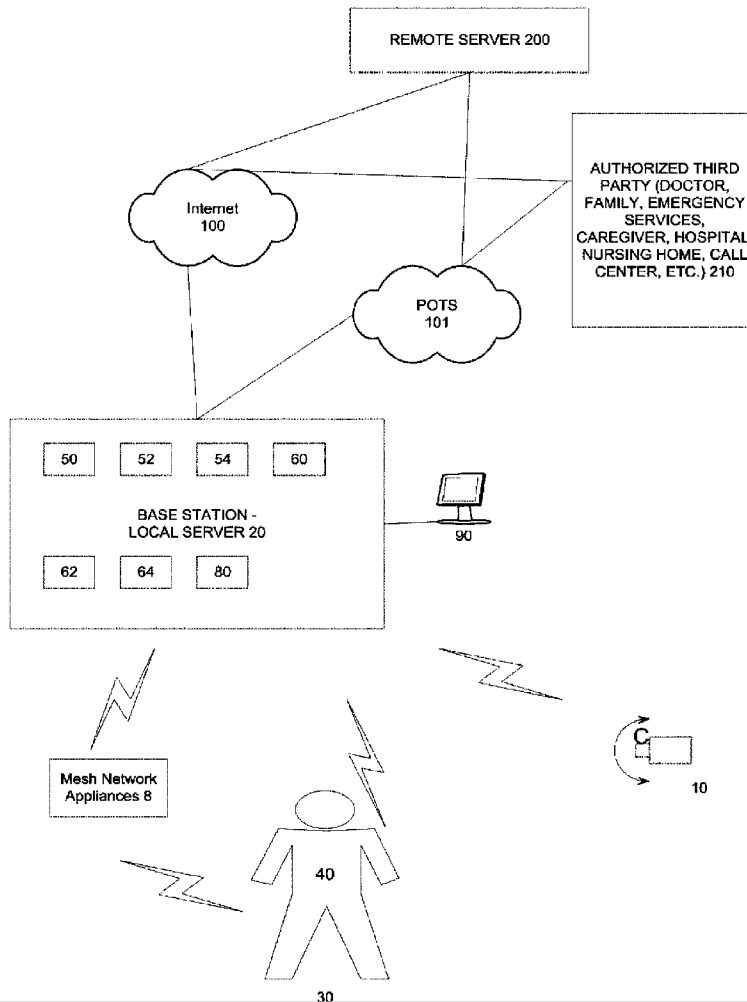 REMOTE SERVER 200
AUTHORIZED THIRD
PARTY (DOCTOR,
FAMILY, EMERGENCY
SERVICES,
CAREGIVER, HOSPITAL
NURSING HOME, CALL
CENTER, ETC.) 210
Internet
100
POTS
101
50 52 54 60
BASE STATION -
LOCAL SERVER 20
62 64 80
90
Mesh Network
Appliances 8
C
10
40
30